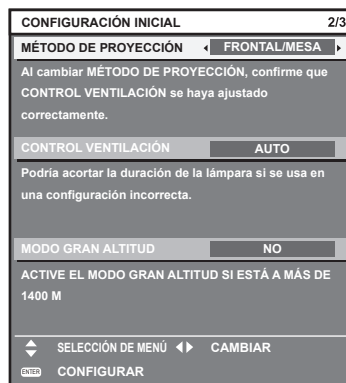 CONFIGURACIÓN INICIAL 2/3
MÉTODO DE PROYECCIÓN FRONTAL/MESA
Al cambiar MÉTODO DE PROYECCIÓN, confirme que
CONTROL VENTILACIÓN se haya ajustado
correctamente.
CONTROL VENTILACIÓN AUTO
Podría acortar la duración de la lámpara si se usa en
una configuración incorrecta.
MODO GRAN ALTITUD NO
ACTIVE EL MODO GRAN ALTITUD SI ESTÁ A MÁS DE
1400 M
SELECCIÓN DE MENÚ CAMBIAR
ENTER CONFIGURAR